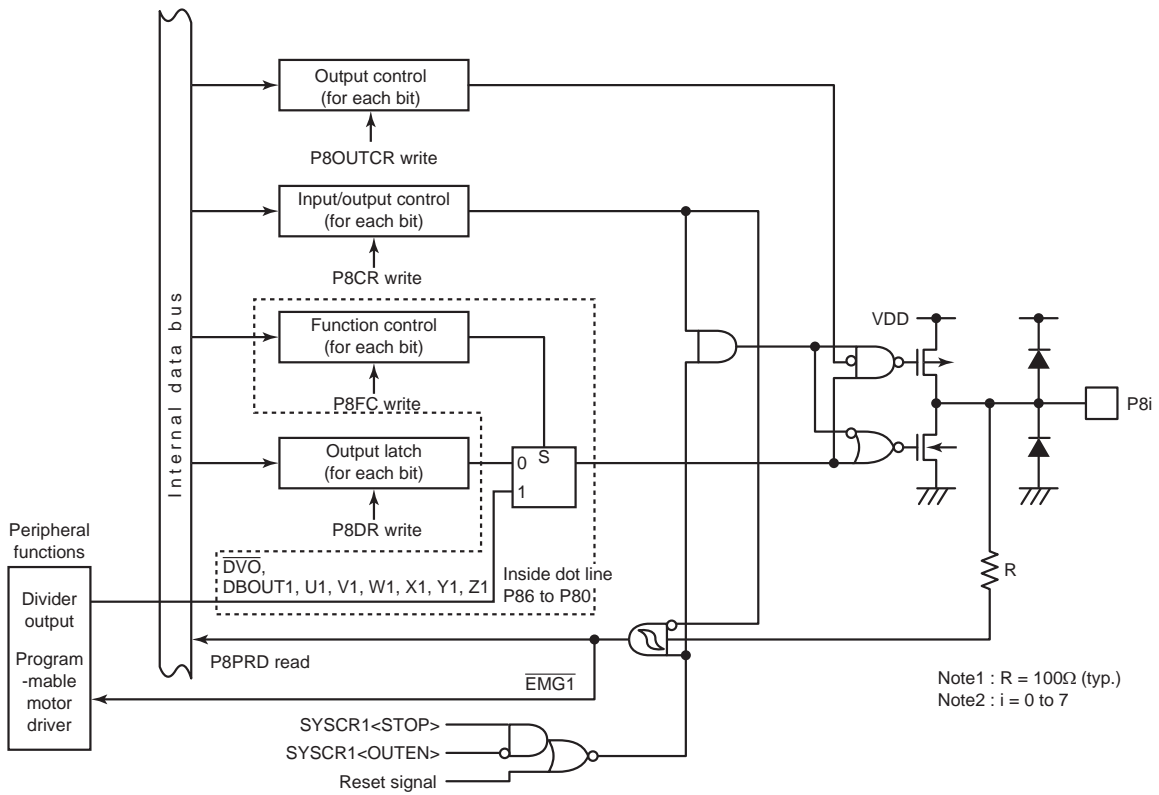 Output control
(for each bit)
P8OUTCR write
Input/output control
(for each bit)
P8CR write
Internal data bus
Function control
(for each bit)
P8FC write
Output latch
(for each bit)
P8DR write
0
S
1
VDD
P8i
R
Peripheral
functions
Divider
output
Program
-mable
motor
driver
DVO,
DBOUT1, U1, V1, W1, X1, Y1, Z1
Inside dot line
P86 to P80
P8PRD read
EMG1
SYSCR1<STOP>
SYSCR1<OUTEN>
Reset signal
Note1 : R = 100Ω (typ.)
Note2 : i = 0 to 7